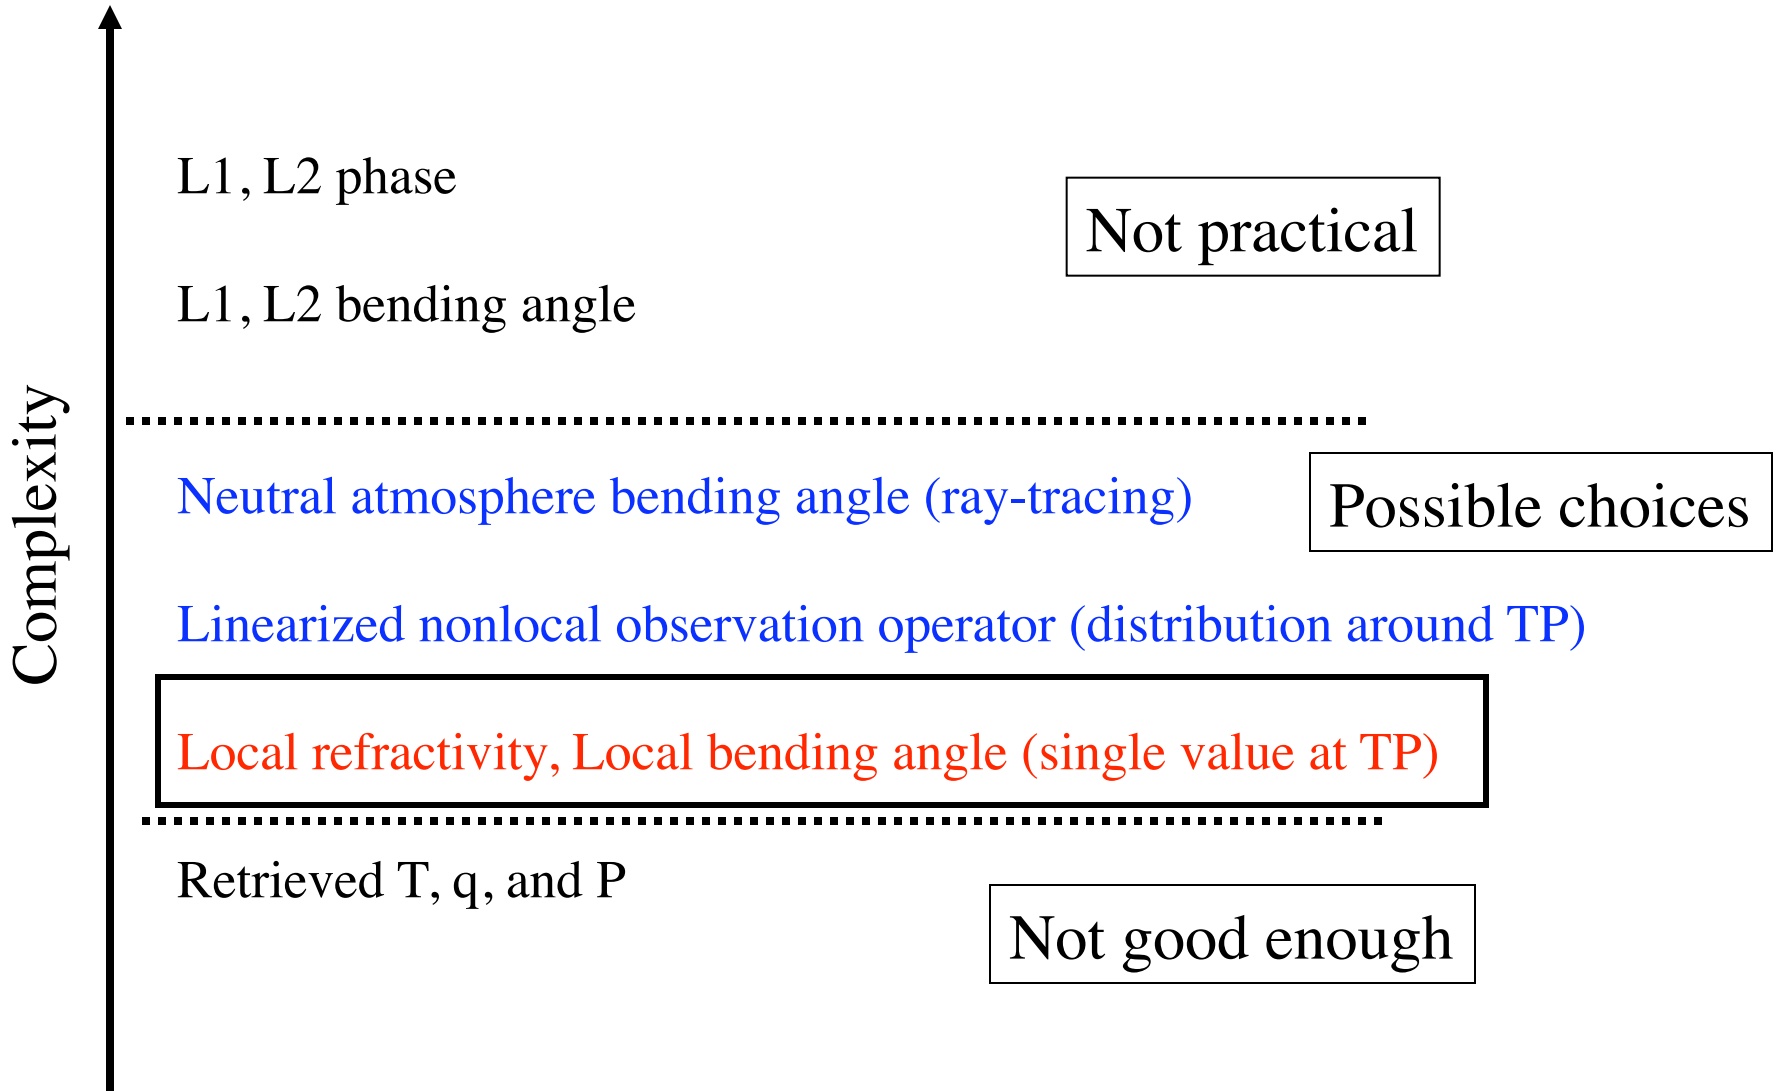 L1, L2 phase
Not practical
L1, L2 bending angle
Complexity
Neutral atmosphere bending angle (ray-tracing)
Possible choices
Linearized nonlocal observation operator (distribution around TP)
Local refractivity, Local bending angle (single value at TP)
Retrieved T, q, and P
Not good enough